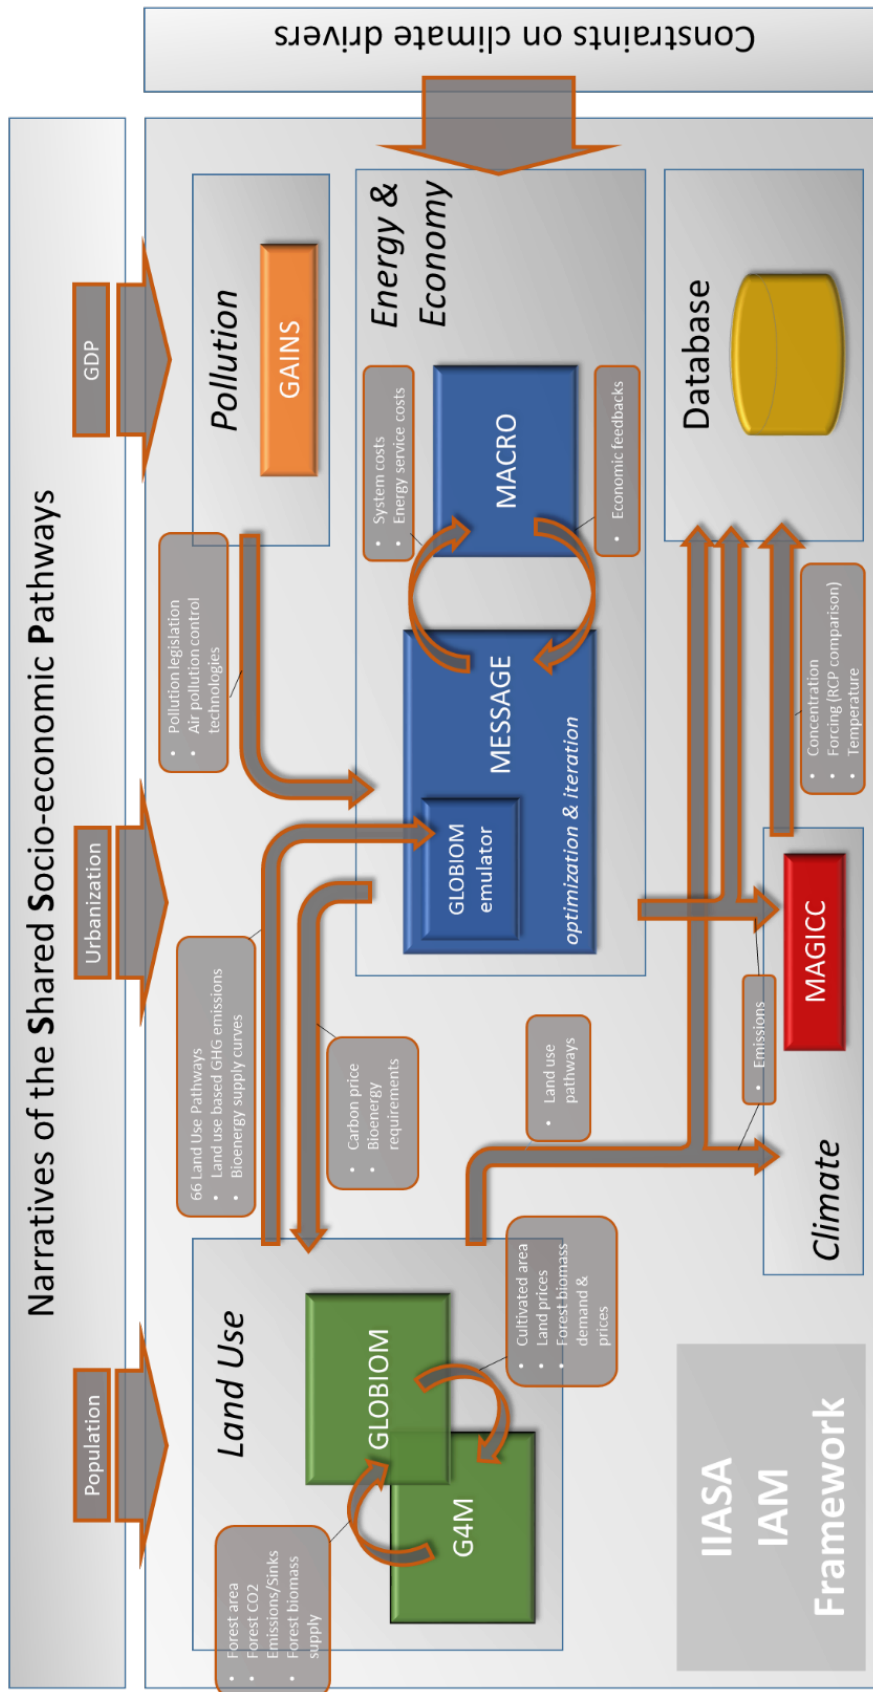 Narratives of the Shared Socio-economic Pathways
Population
Urbanization
GDP
Constraints on climate drivers
Land Use
GLOBIOM
G4M
• Forest area
• Forest CO2
Emissions/Sinks
• Forest biomass
supply
• Cultivated area
• Land prices
• Forest biomass
demand &
prices
66 Land Use Pathways
• Land use based GHG emissions
• Bioenergy supply curves
• Carbon price
• Bioenergy
requirements
• Land use
pathways
• Pollution legislation
• Air pollution control
technologies
Pollution
GAINS
Energy &
Economy
MESSAGE
GLOBIOM
emulator
optimization & iteration
MACRO
• System costs
• Energy service costs
• Economic feedbacks
• Emissions
Climate
MAGICC
• Concentration
• Forcing (RCP comparison)
• Temperature
Database
IIASA
IAM
Framework